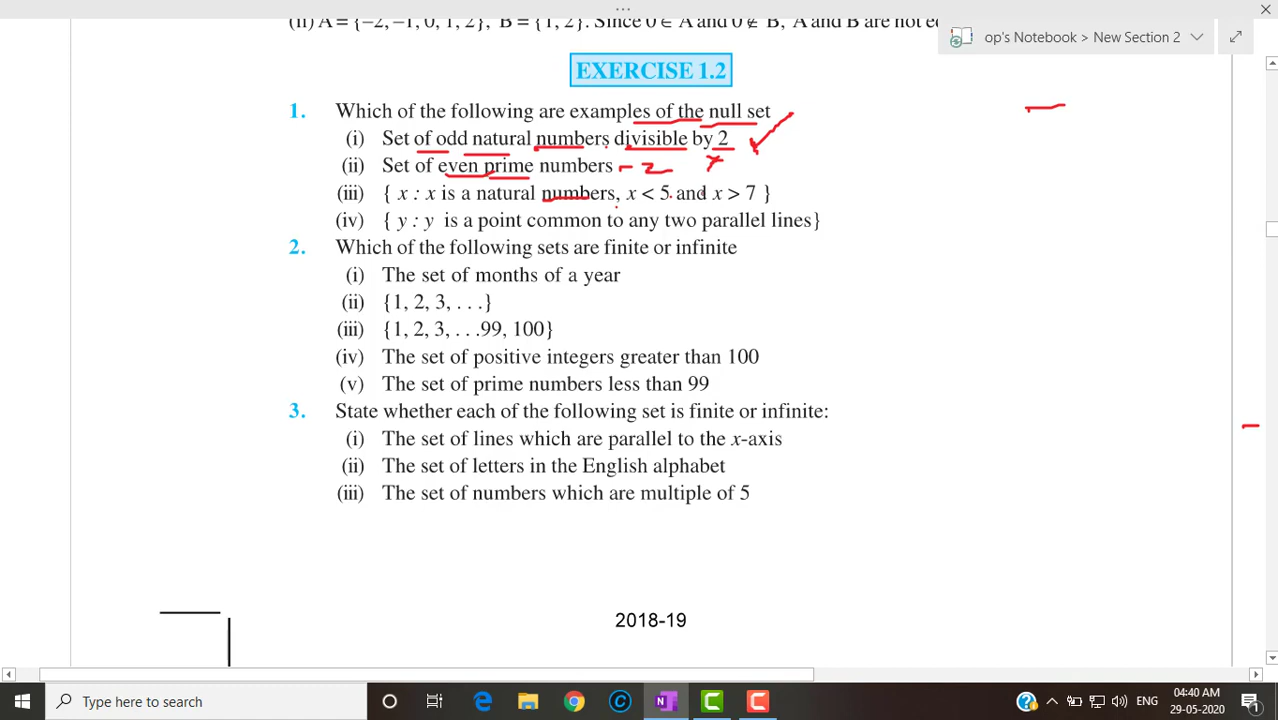 (ii) A = {–2, –1, 0, 1, 2}, B = {1, 2}. Since 0 ∈ A and 0 ∉ B, A and B are not
op's Notebook > New Section 2
EXERCISE 1.2
1. Which of the following are examples of the null set
(i) Set of odd natural numbers divisible by 2
(ii) Set of even prime numbers - 2
(iii) { x : x is a natural numbers, x < 5 and x > 7 }
(iv) { y : y is a point common to any two parallel lines}
2. Which of the following sets are finite or infinite
(i) The set of months of a year
(ii) {1, 2, 3, . . .}
(iii) {1, 2, 3, . . .99, 100}
(iv) The set of positive integers greater than 100
(v) The set of prime numbers less than 99
3. State whether each of the following set is finite or infinite:
(i) The set of lines which are parallel to the x-axis
(ii) The set of letters in the English alphabet
(iii) The set of numbers which are multiple of 5
2018-19
Type here to search
ENG
04:40 AM
29-05-2020